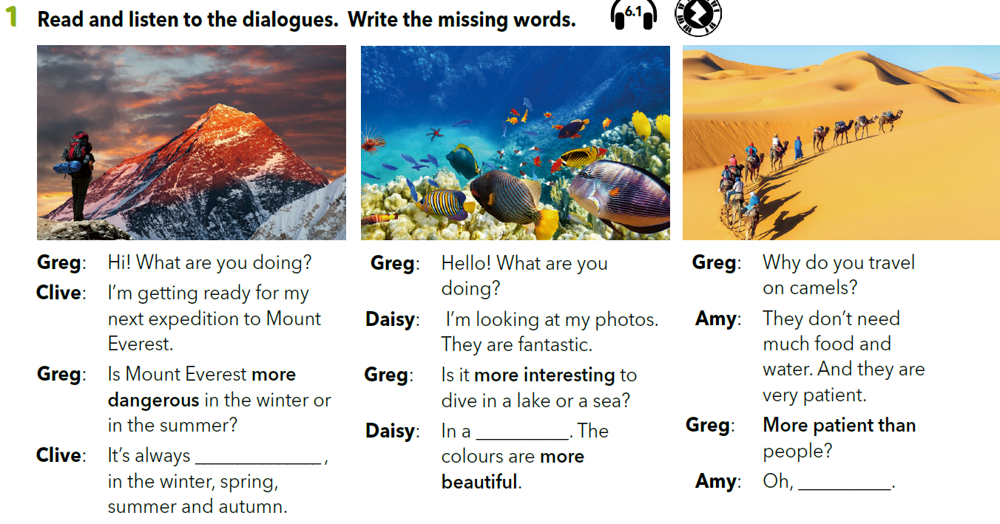 1 Read and listen to the dialogues. Write the missing words. 6.1
Greg: Hi! What are you doing?
Clive: I'm getting ready for my
next expedition to Mount
Everest.
Greg: Is Mount Everest more
dangerous in the winter or
in the summer?
Clive: It's always _______________,
in the winter, spring,
summer and autumn.
Greg: Hello! What are you
doing?
Daisy: I'm looking at my photos.
They are fantastic.
Greg: Is it more interesting to
dive in a lake or a sea?
Daisy: In a ___________. The
colours are more
beautiful.
Greg: Why do you travel
on camels?
Amy: They don't need
much food and
water. And they are
very patient.
Greg: More patient than
people?
Amy: Oh, ___________.